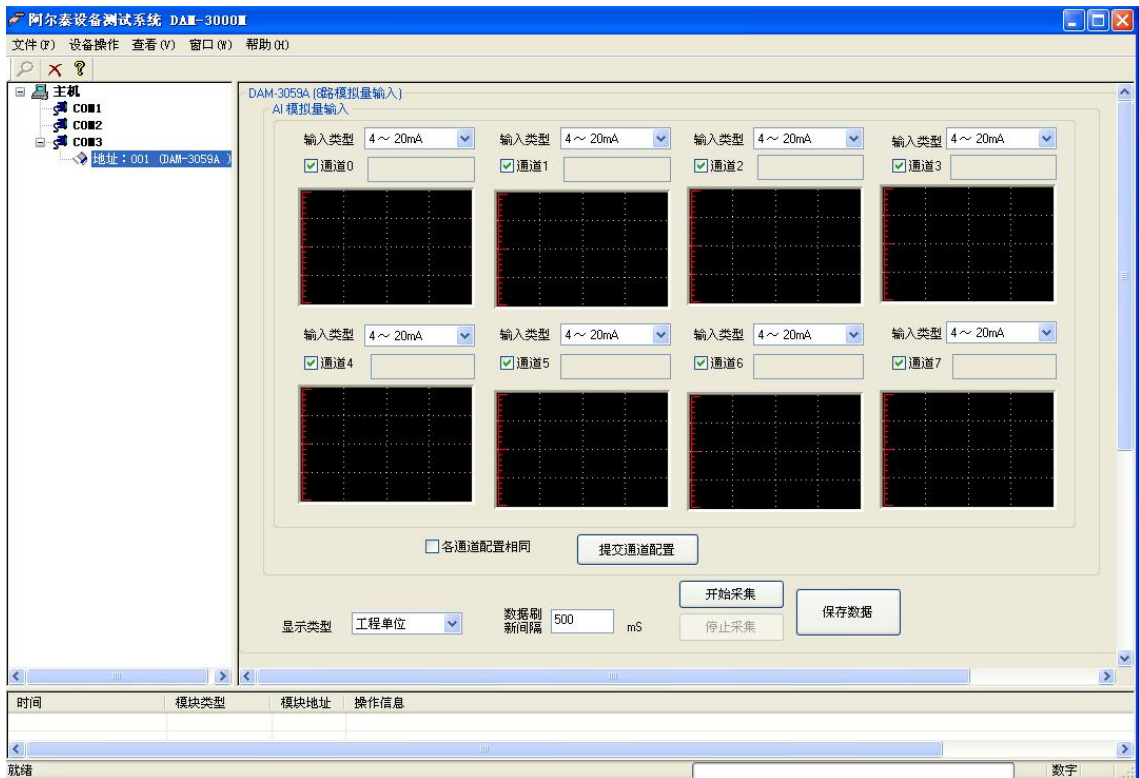 阿尔泰设备测试系统 DAM-3000M
文件(F) 设备操作 查看(V) 窗口(W) 帮助(H)
主机
COM1
COM2
COM3
地址：001 (DAM-3059A )
DAM-3059A (8路模拟量输入)
AI 模拟量输入
输入类型 4～ 20mA 输入类型 4～ 20mA 输入类型 4～ 20mA 输入类型 4～ 20mA
通道0 通道1 通道2 通道3
输入类型 4～ 20mA 输入类型 4～ 20mA 输入类型 4～ 20mA 输入类型 4～ 20mA
通道4 通道5 通道6 通道7
各通道配置相同 提交通道配置
显示类型 工程单位
数据刷
新间隔 500 mS
开始采集
停止采集
保存数据
时间 模块类型 模块地址 操作信息
就绪 数字